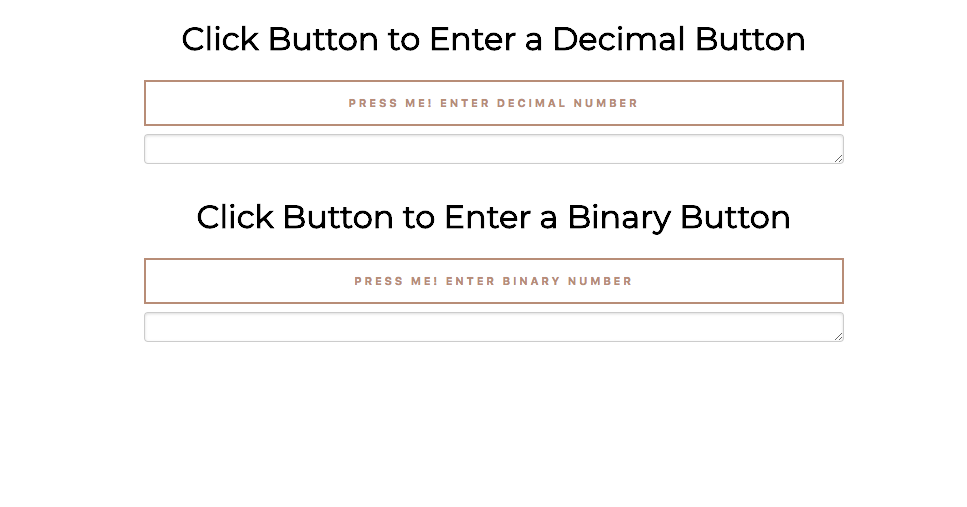 Click Button to Enter a Decimal Button
PRESS ME! ENTER DECIMAL NUMBER
Click Button to Enter a Binary Button
PRESS ME! ENTER BINARY NUMBER